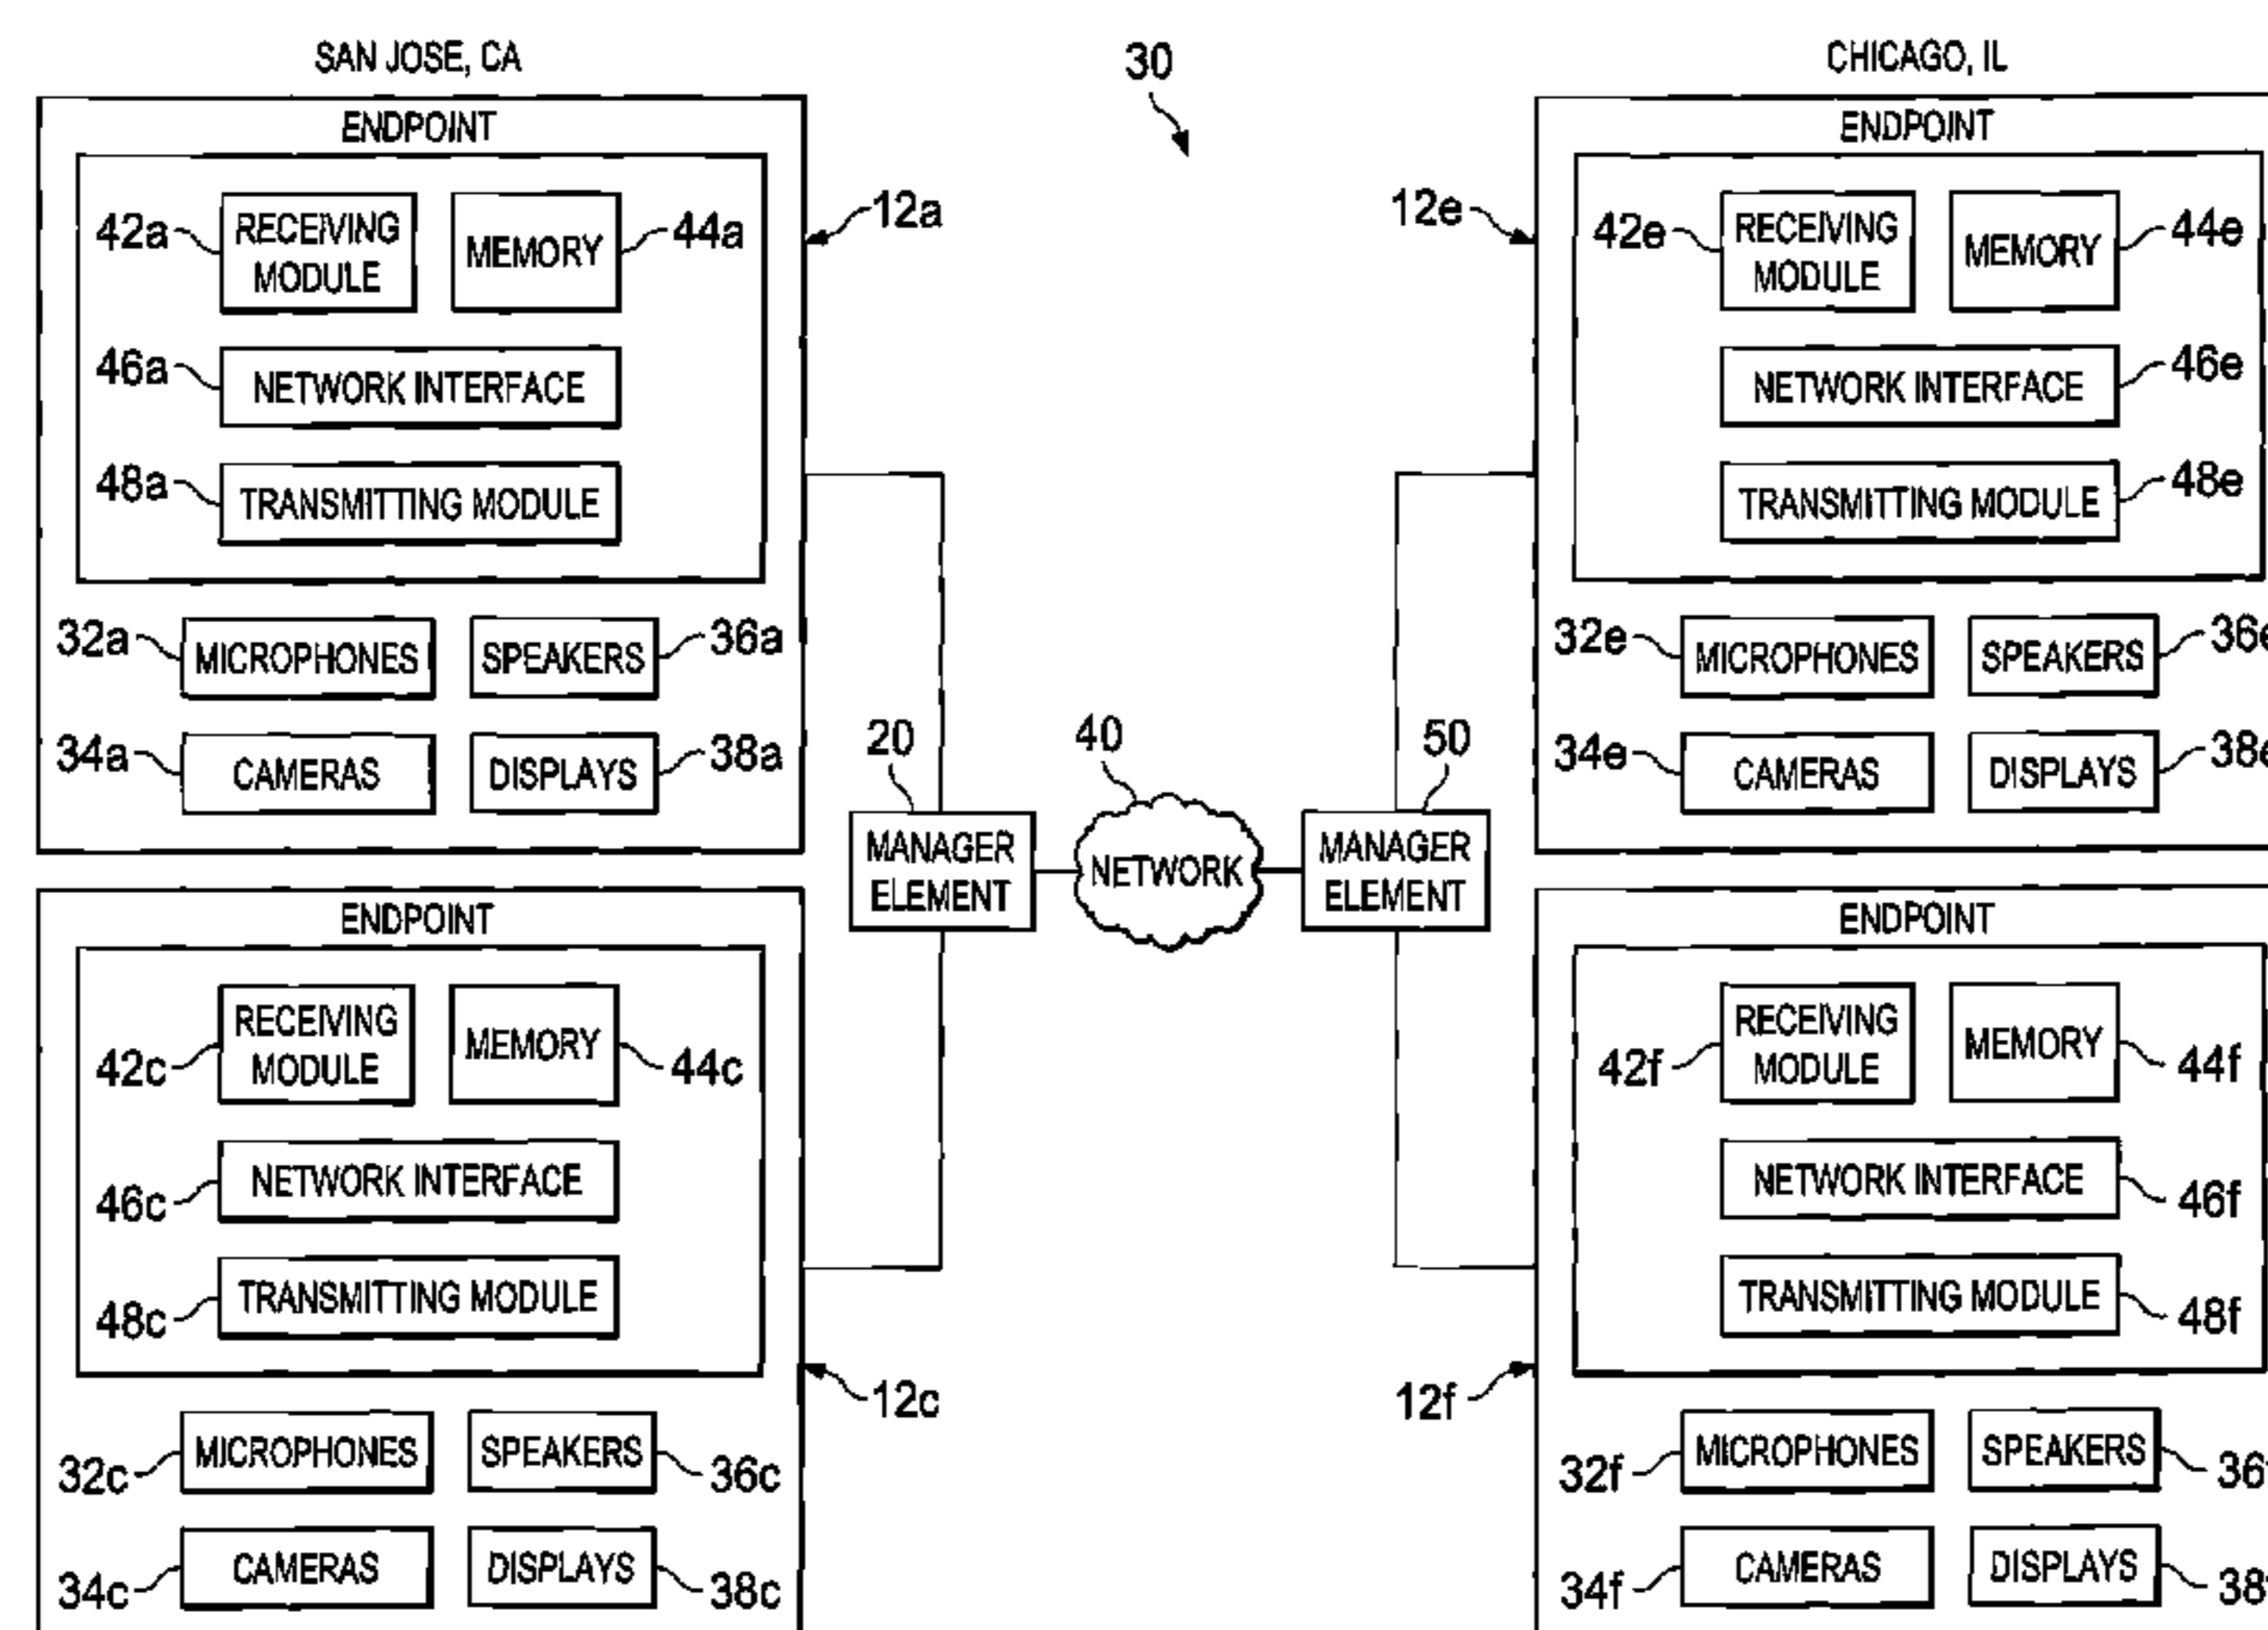 SAN JOSE, CA
ENDPOINT
42a
RECEIVING
MODULE
MEMORY
44a
12a
46a
NETWORK INTERFACE
48a
TRANSMITTING MODULE
32a
MICROPHONES
SPEAKERS
36a
34a
CAMERAS
DISPLAYS
38a
ENDPOINT
42c
RECEIVING
MODULE
MEMORY
44c
46c
NETWORK INTERFACE
48c
TRANSMITTING MODULE
12c
32c
MICROPHONES
SPEAKERS
36c
34c
CAMERAS
DISPLAYS
38c
30
20
MANAGER
ELEMENT
40
NETWORK
50
MANAGER
ELEMENT
CHICAGO, IL
ENDPOINT
12e
42e
RECEIVING
MODULE
MEMORY
44e
NETWORK INTERFACE
46e
TRANSMITTING MODULE
48e
32e
MICROPHONES
SPEAKERS
36e
34e
CAMERAS
DISPLAYS
38e
ENDPOINT
42f
RECEIVING
MODULE
MEMORY
44f
NETWORK INTERFACE
46f
TRANSMITTING MODULE
48f
12f
32f
MICROPHONES
SPEAKERS
36f
34f
CAMERAS
DISPLAYS
38f